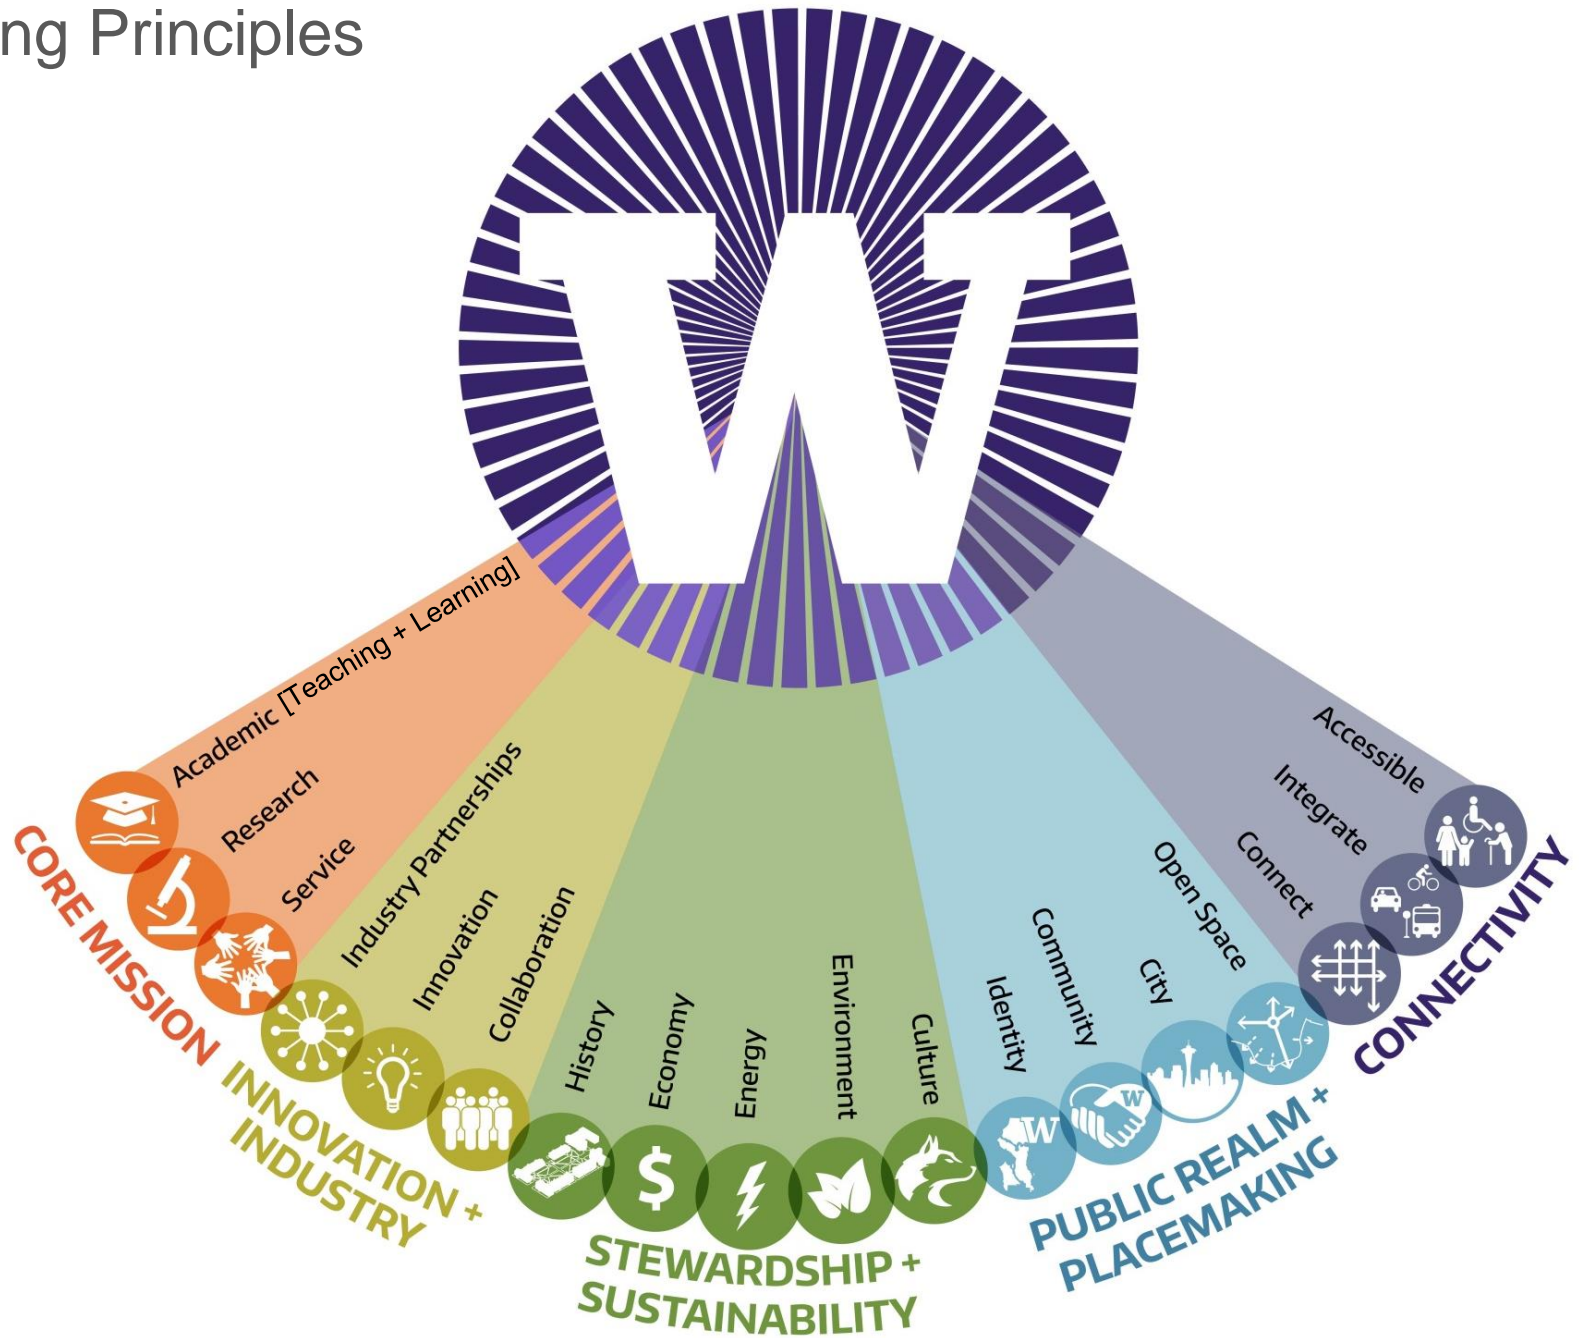 ng Principles
W
Academic [Teaching + Learning]
Research
Service
CORE MISSION
Industry Partnerships
Innovation
Collaboration
INNOVATION +
INDUSTRY
History
Economy
Energy
Environment
Culture
$
STEWARDSHIP +
SUSTAINABILITY
Identity
Community
City
Open Space
W
W
PUBLIC REALM +
PLACEMAKING
Connect
Integrate
Accessible
CONNECTIVITY